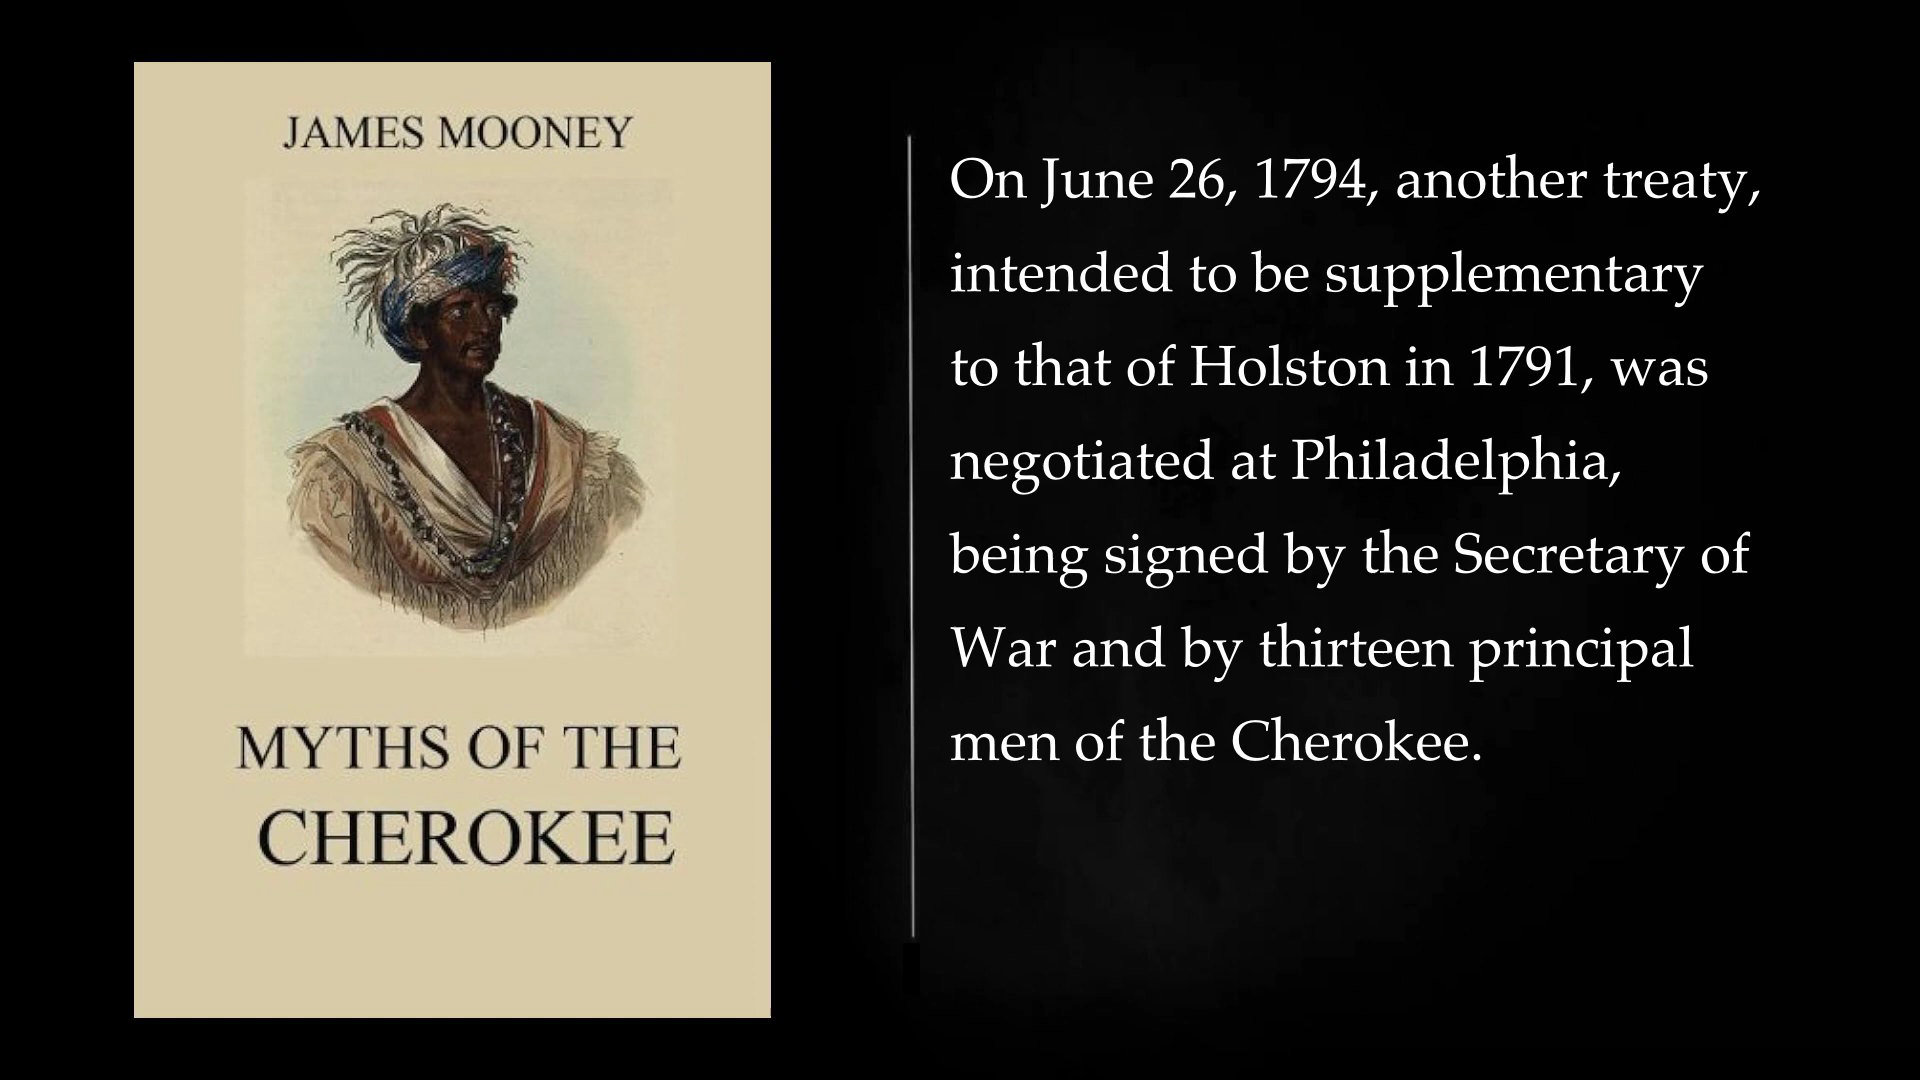 JAMES MOONEY
MYTHS OF THE
CHEROKEE
On June 26, 1794, another treaty,
intended to be supplementary
to that of Holston in 1791, was
negotiated at Philadelphia,
being signed by the Secretary of
War and by thirteen principal
men of the Cherokee.